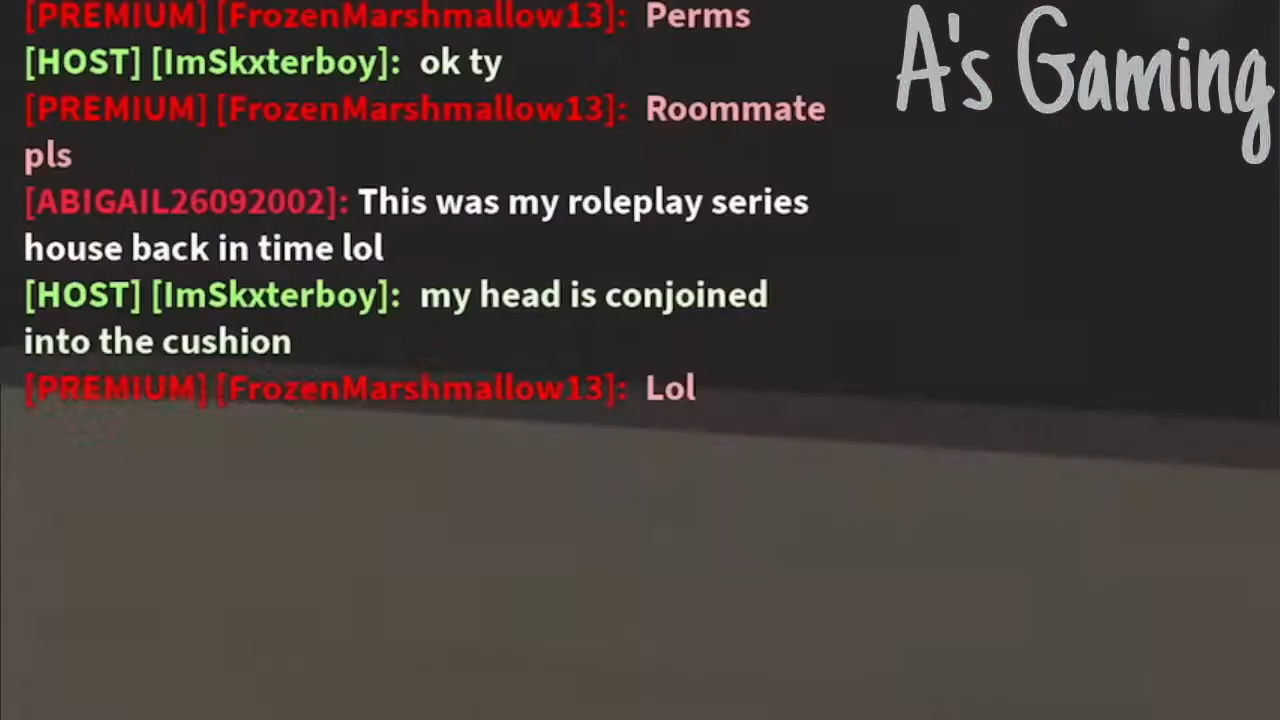 [PREMIUM] [FrozenMarshmallow13]: Perms
[HOST] [ImSkxterboy]: ok ty
[PREMIUM] [FrozenMarshmallow13]: Roommate
pls
[ABIGAIL26092002]: This was my roleplay series
house back in time lol
[HOST] [ImSkxterboy]: my head is conjoined
into the cushion
[PREMIUM] [FrozenMarshmallow13]: Lol
A's Gaming